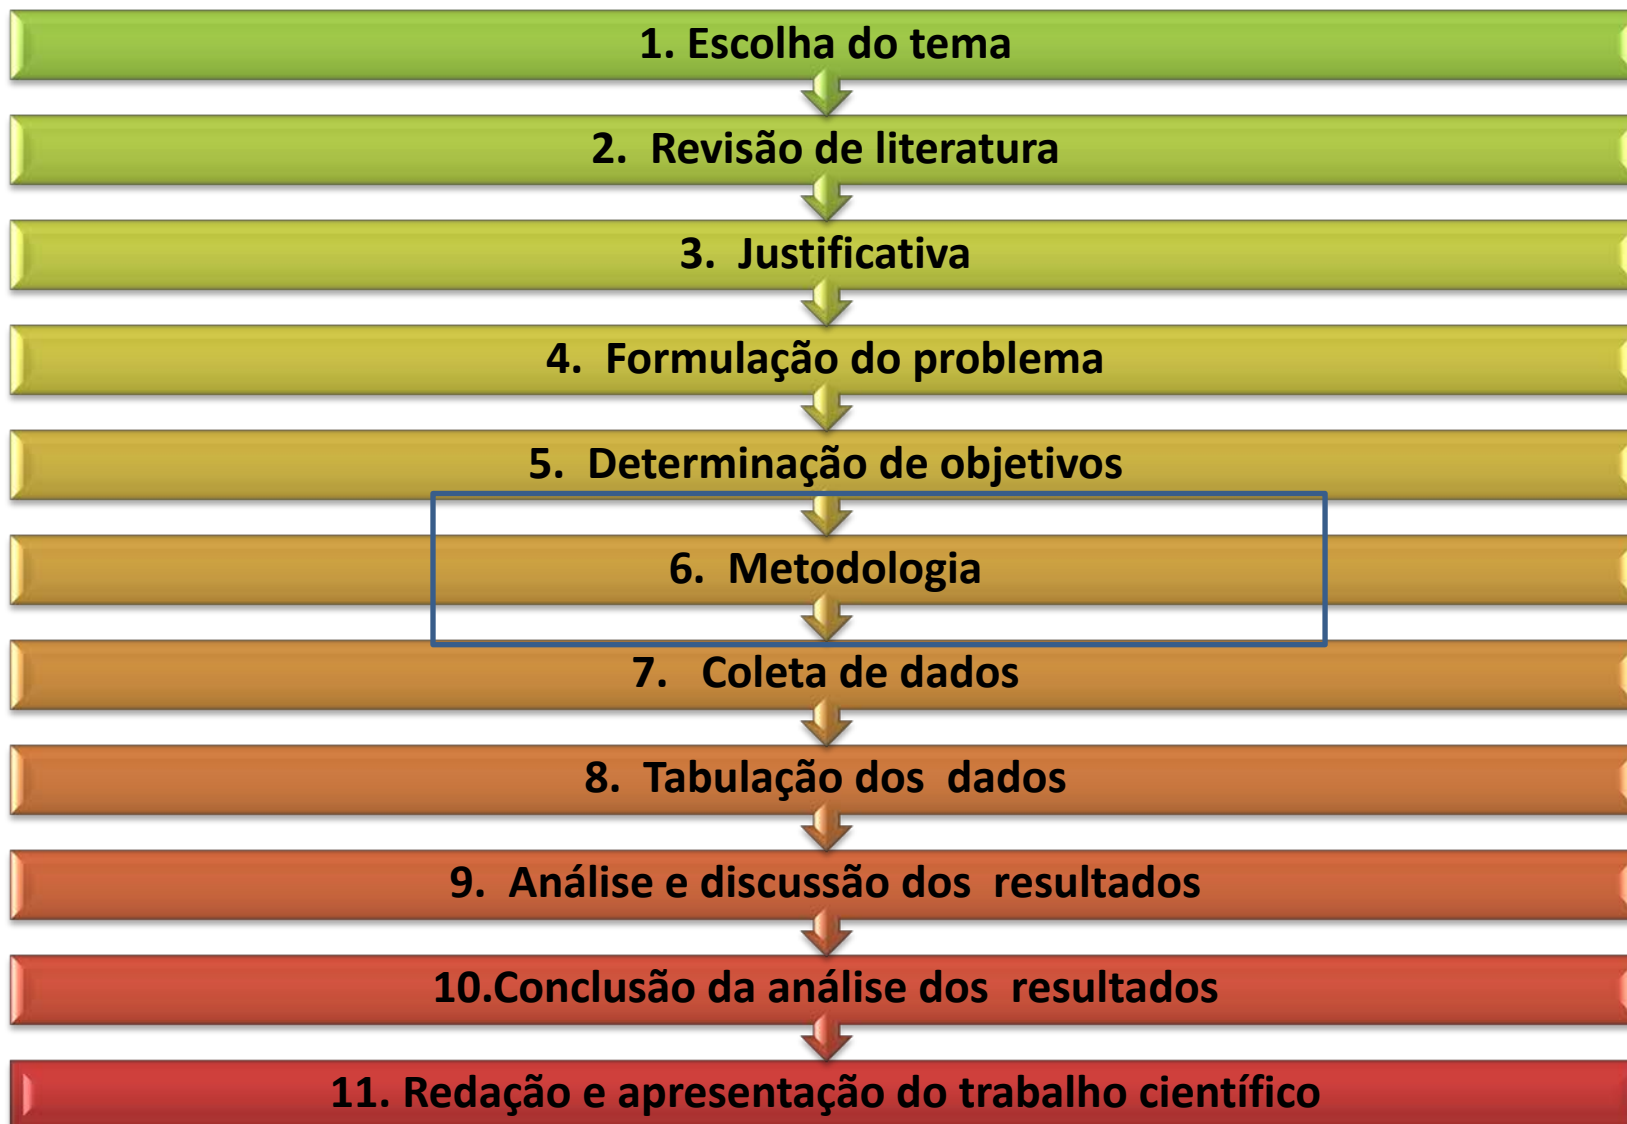 1. Escolha do tema
2. Revisão de literatura
3. Justificativa
4. Formulação do problema
5. Determinação de objetivos
6. Metodologia
7. Coleta de dados
8. Tabulação dos dados
9. Análise e discussão dos resultados
10.Conclusão da análise dos resultados
11. Redação e apresentação do trabalho científico